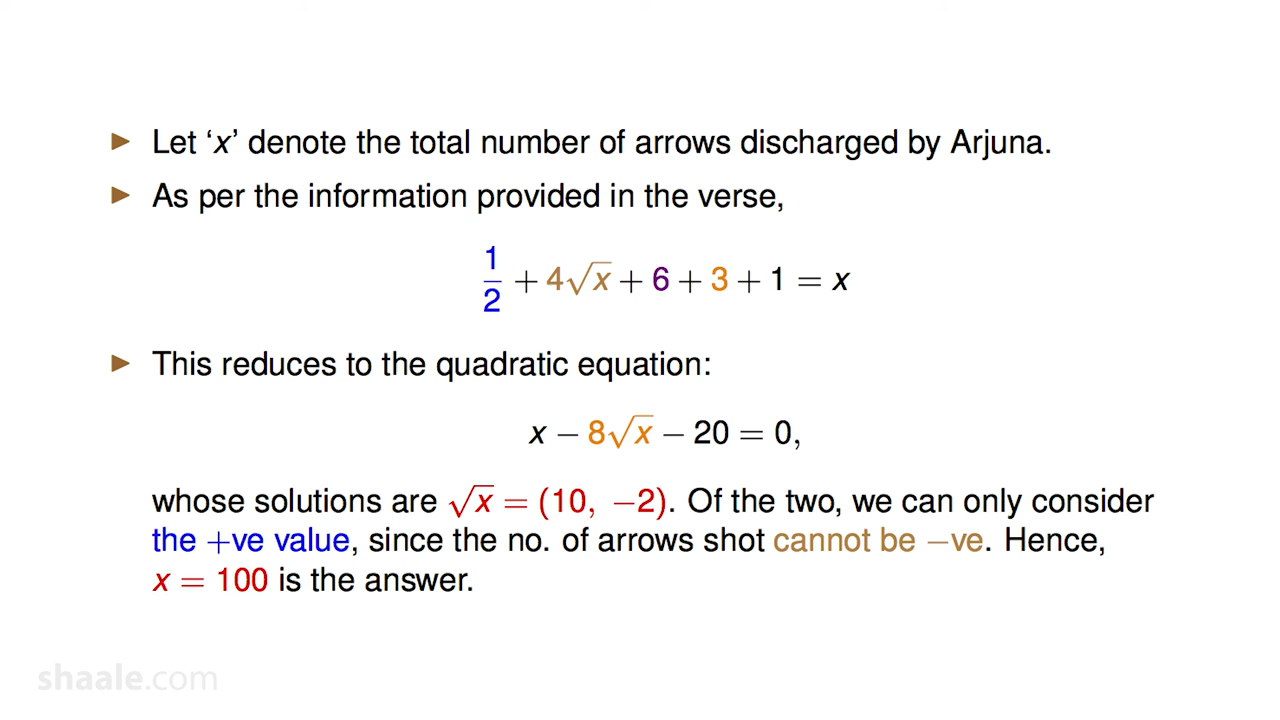 ▶ Let ‘x’ denote the total number of arrows discharged by Arjuna.
▶ As per the information provided in the verse,
1/2 + 4√x + 6 + 3 + 1 = x
▶ This reduces to the quadratic equation:
x − 8√x − 20 = 0,
whose solutions are √x = (10, −2). Of the two, we can only consider
the +ve value, since the no. of arrows shot cannot be −ve. Hence,
x = 100 is the answer.
shaale.com